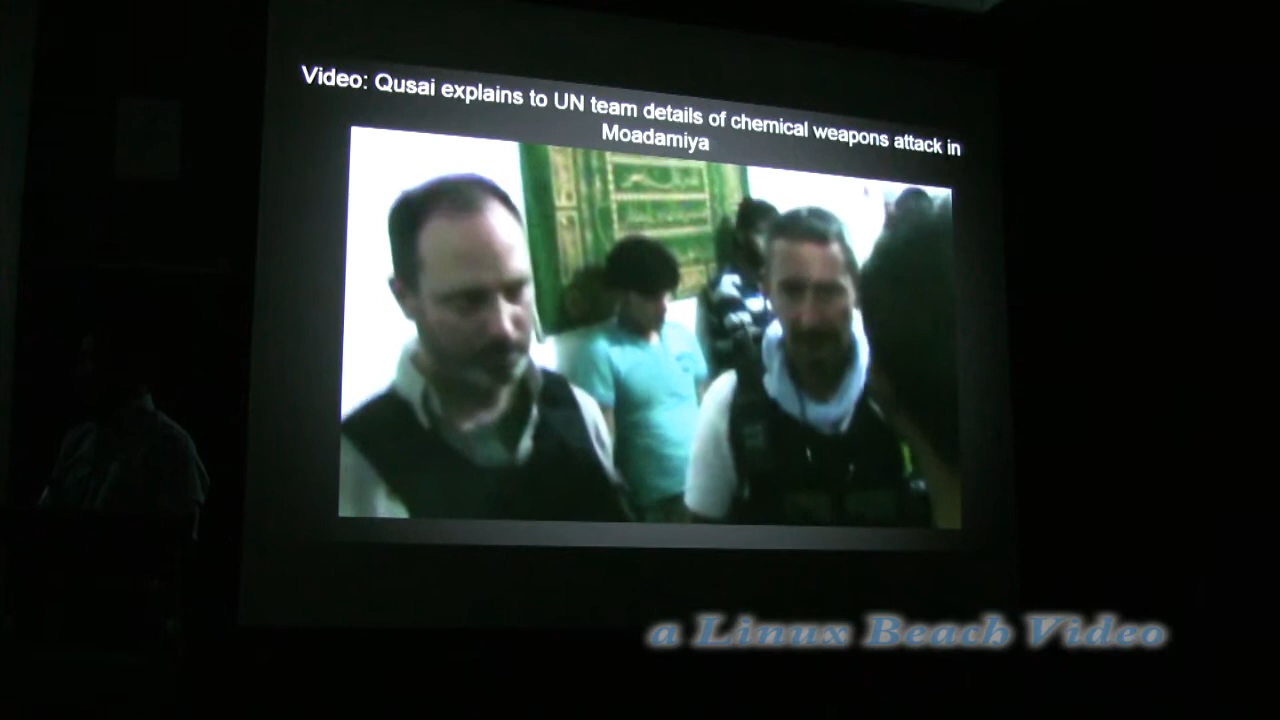 Video: Qusai explains to UN team details of chemical weapons attack in
Moadamiya
a Linux Beach Video